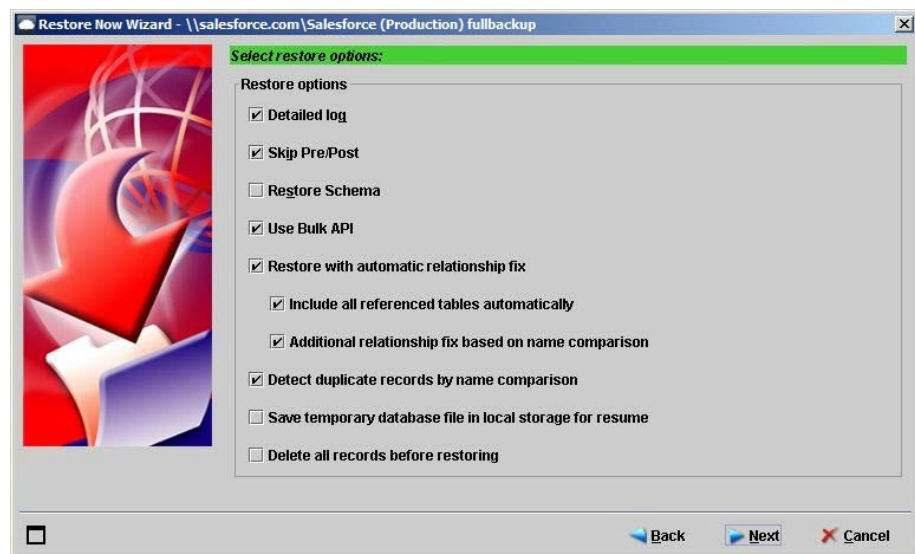 Restore Now Wizard - \\salesforce.com\Salesforce (Production) fullbackup
Select restore options:
Restore options
Detailed log
Skip Pre/Post
Restore Schema
Use Bulk API
Restore with automatic relationship fix
Include all referenced tables automatically
Additional relationship fix based on name comparison
Detect duplicate records by name comparison
Save temporary database file in local storage for resume
Delete all records before restoring
Back Next Cancel